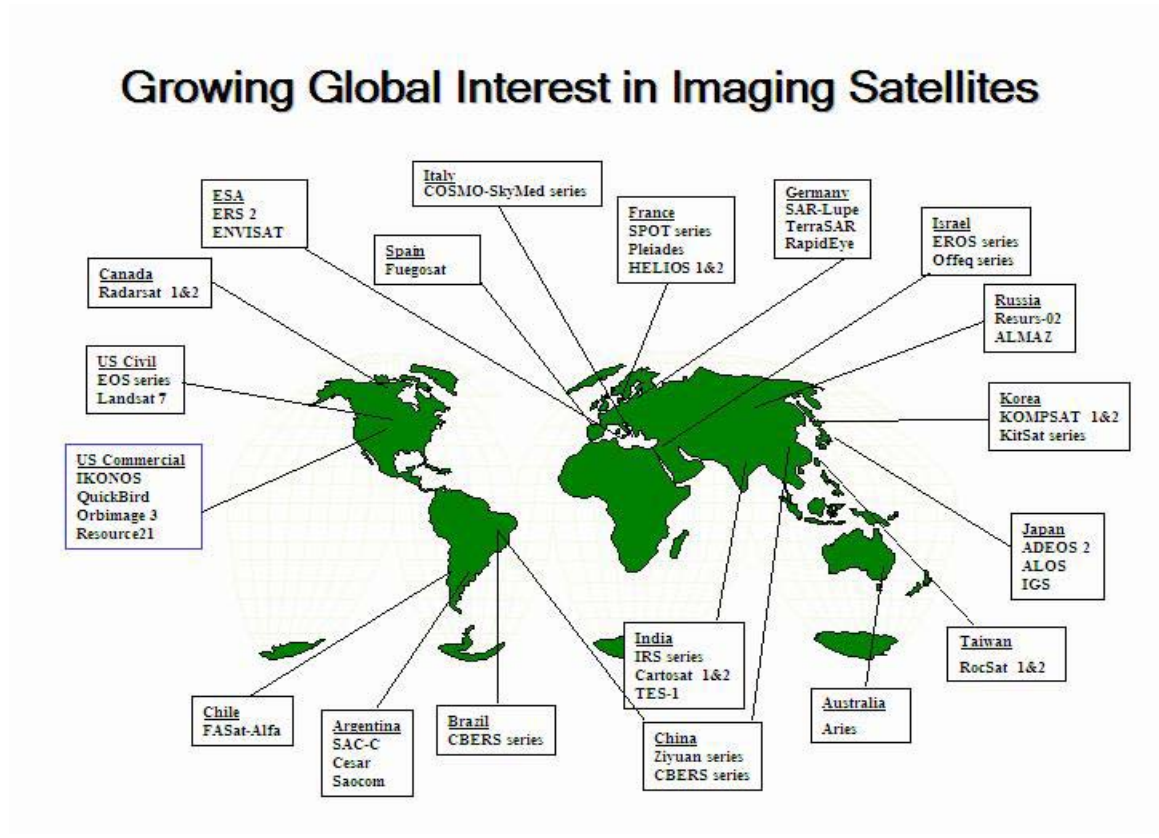 Growing Global Interest in Imaging Satellites
ESA
ERS 2
ENVISAT
Italy
COSMO-SkyMed series
Spain
Fuegosat
France
SPOT series
Pleiades
HELIOS 1&2
Germany
SAR-Lupe
TerraSAR
RapidEye
Israel
EROS series
Offeq series
Canada
Radarsat 1&2
Russia
Resurs-02
ALMAZ
US Civil
EOS series
Landsat 7
Korea
KOMPSAT 1&2
KitSat series
US Commercial
IKONOS
QuickBird
Orbimage 3
Resource21
Japan
ADEOS 2
ALOS
IGS
Taiwan
RocSat 1&2
India
IRS series
Cartosat 1&2
TES-1
Australia
Aries
Chile
FASat-Alfa
Argentina
SAC-C
Cesar
Saocom
Brazil
CBERS series
China
Ziyuan series
CBERS series